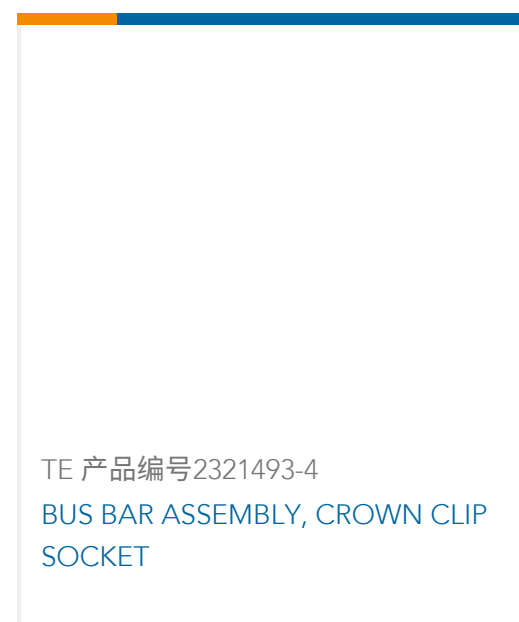 TE 产品编号2321493-4
BUS BAR ASSEMBLY, CROWN CLIP
SOCKET